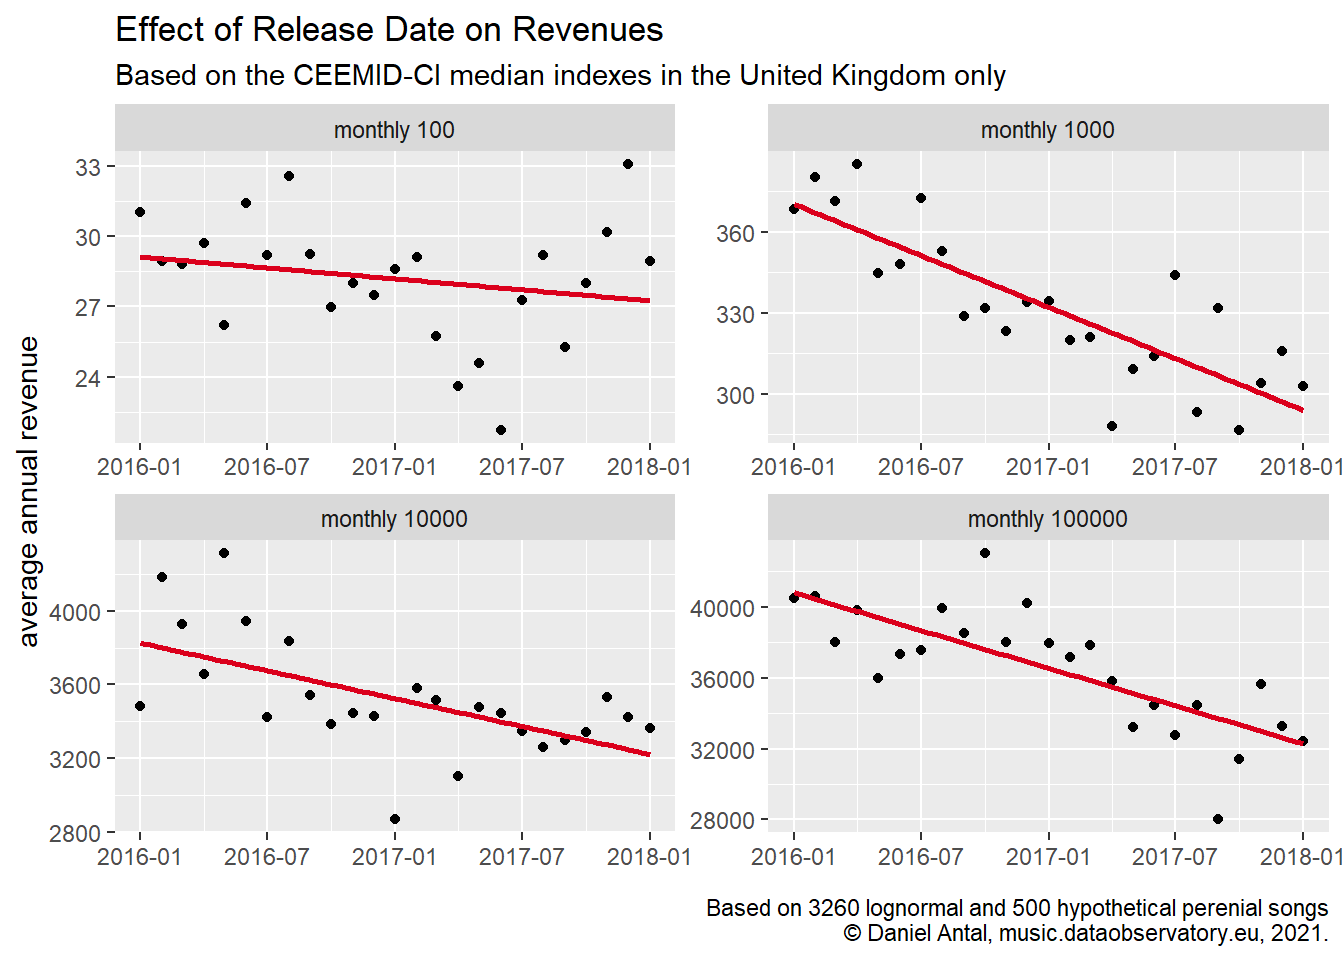 Effect of Release Date on Revenues
Based on the CEEMID-CI median indexes in the United Kingdom only
average annual revenue
monthly 100
33
30
27
24
2016-01 2016-07 2017-01 2017-07 2018-01
monthly 1000
360
330
300
2016-01 2016-07 2017-01 2017-07 2018-01
monthly 10000
4000
3600
3200
2800
2016-01 2016-07 2017-01 2017-07 2018-01
monthly 100000
40000
36000
32000
28000
2016-01 2016-07 2017-01 2017-07 2018-01
Based on 3260 lognormal and 500 hypothetical perenial songs
© Daniel Antal, music.dataobservatory.eu, 2021.